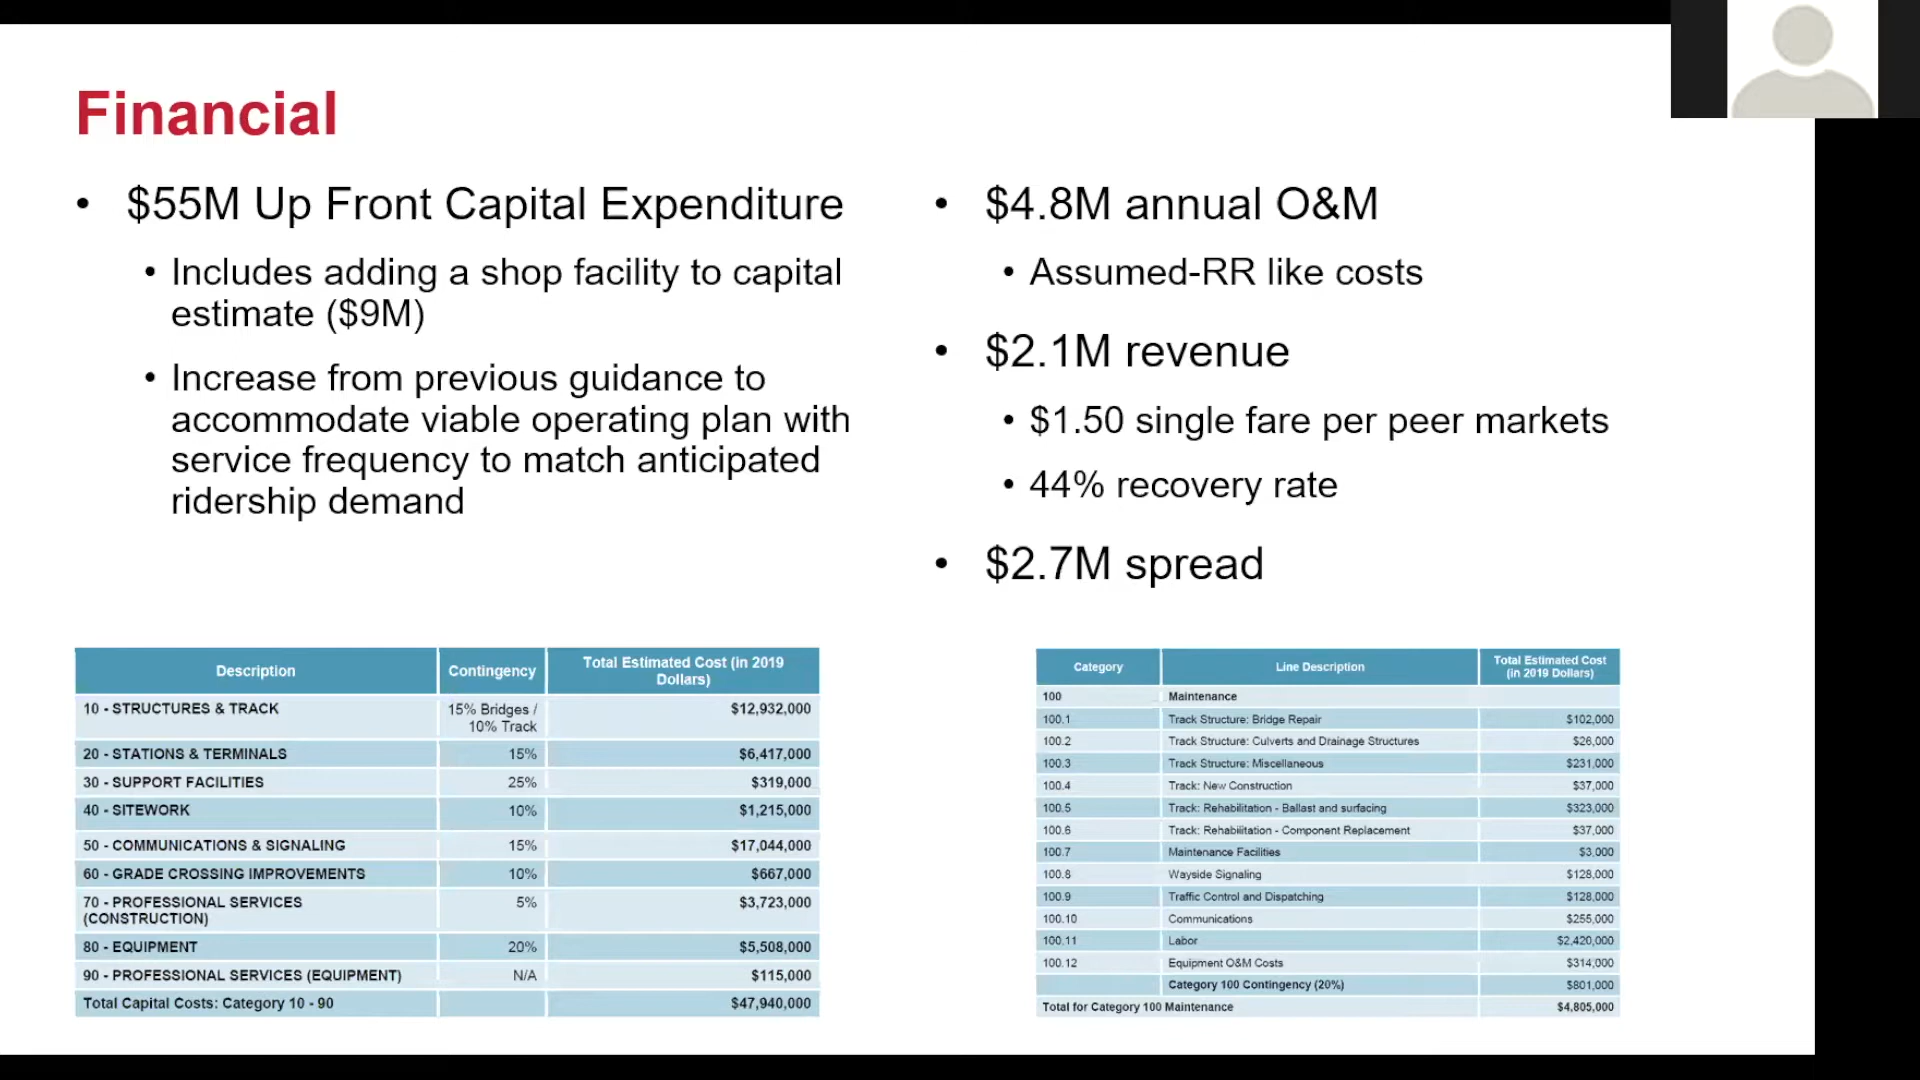 Financial
• $55M Up Front Capital Expenditure
• Includes adding a shop facility to capital
estimate ($9M)
• Increase from previous guidance to
accommodate viable operating plan with
service frequency to match anticipated
ridership demand
• $4.8M annual O&M
• Assumed-RR like costs
• $2.1M revenue
• $1.50 single fare per peer markets
• 44% recovery rate
• $2.7M spread
Description Contingency Total Estimated Cost (in 2019
Dollars)
10 - STRUCTURES & TRACK 15% Bridges / $12,932,000
10% Track
20 - STATIONS & TERMINALS 15% $6,417,000
30 - SUPPORT FACILITIES 25% $319,000
40 - SITEWORK 10% $1,215,000
50 - COMMUNICATIONS & SIGNALING 15% $17,044,000
60 - GRADE CROSSING IMPROVEMENTS 10% $667,000
70 - PROFESSIONAL SERVICES 5% $3,723,000
(CONSTRUCTION)
80 - EQUIPMENT 20% $5,508,000
90 - PROFESSIONAL SERVICES (EQUIPMENT) N/A $115,000
Total Capital Costs: Category 10 - 90 $47,940,000
Category Line Description Total Estimated Cost
(in 2019 Dollars)
100 Maintenance
100.1 Track Structure: Bridge Repair $102,000
100.2 Track Structure: Culverts and Drainage Structures $26,000
100.3 Track Structure: Miscellaneous $231,000
100.4 Track: New Construction $37,000
100.5 Track: Rehabilitation - Ballast and surfacing $323,000
100.6 Track: Rehabilitation - Component Replacement $37,000
100.7 Maintenance Facilities $3,000
100.8 Wayside Signaling $128,000
100.9 Traffic Control and Dispatching $128,000
100.10 Communications $255,000
100.11 Labor $2,420,000
100.12 Equipment O&M Costs $314,000
Category 100 Contingency (20%) $801,000
Total for Category 100 Maintenance $4,805,000